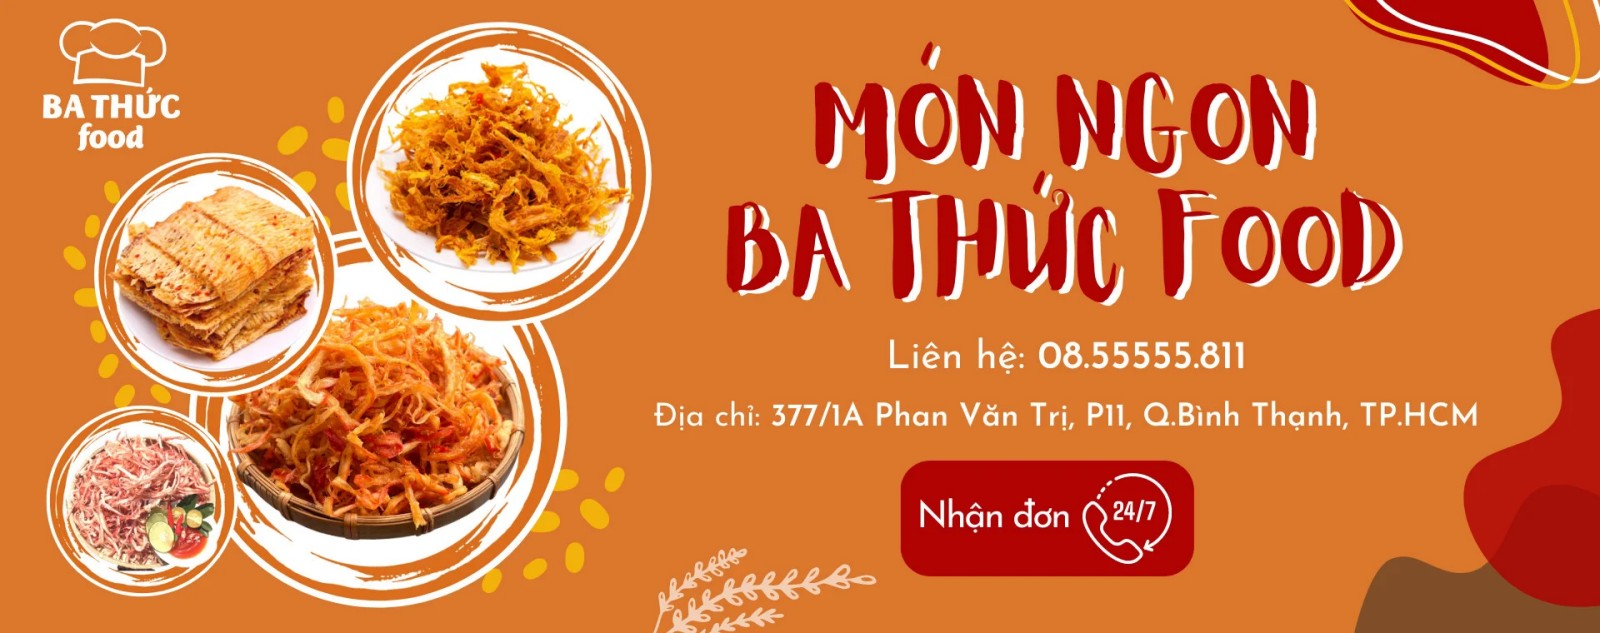 BA THỨC
food
MÓN NGON
BA THỨC FOOD
Liên hệ: 08.55555.811
Địa chỉ: 377/1A Phan Văn Trị, P11, Q.Bình Thạnh, TP.HCM
Nhận đơn 24/7